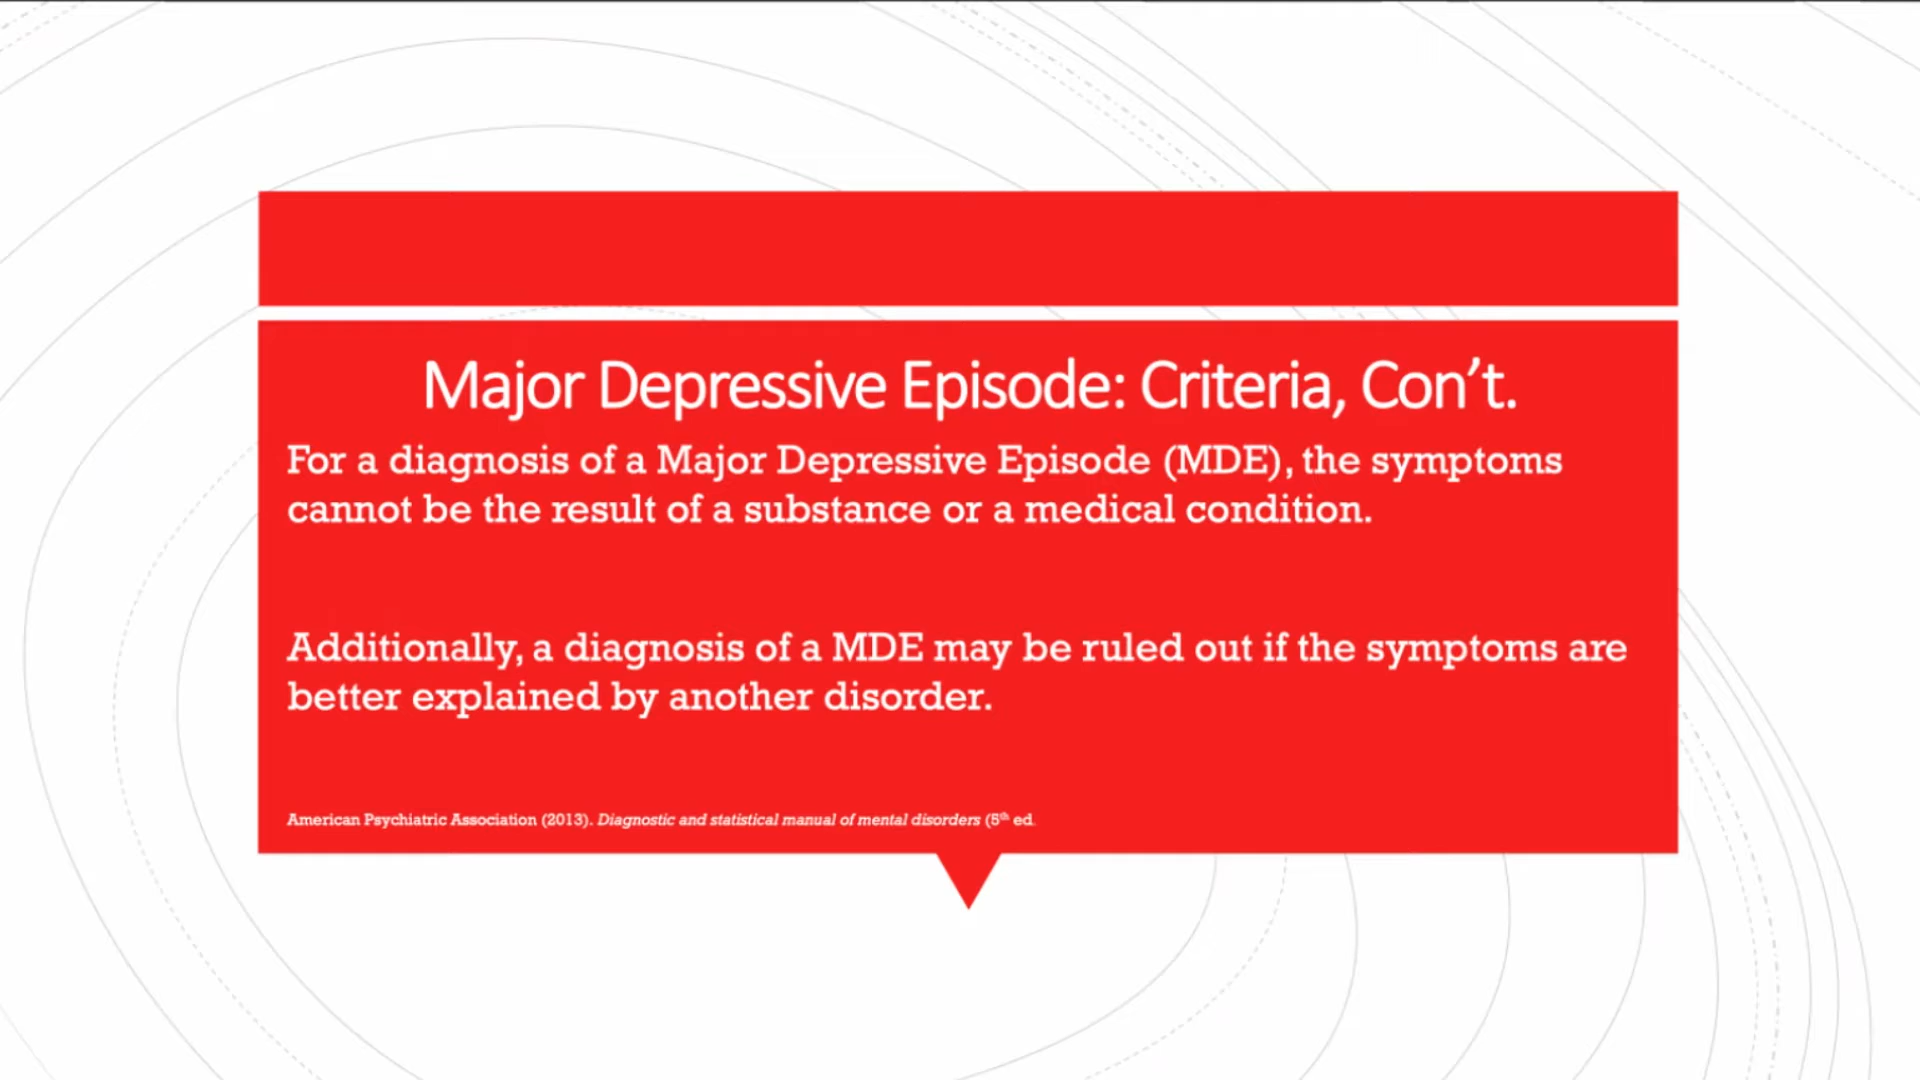 Major Depressive Episode: Criteria, Con’t.
For a diagnosis of a Major Depressive Episode (MDE), the symptoms
cannot be the result of a substance or a medical condition.
Additionally, a diagnosis of a MDE may be ruled out if the symptoms are
better explained by another disorder.
American Psychiatric Association (2013). Diagnostic and statistical manual of mental disorders (5th ed.